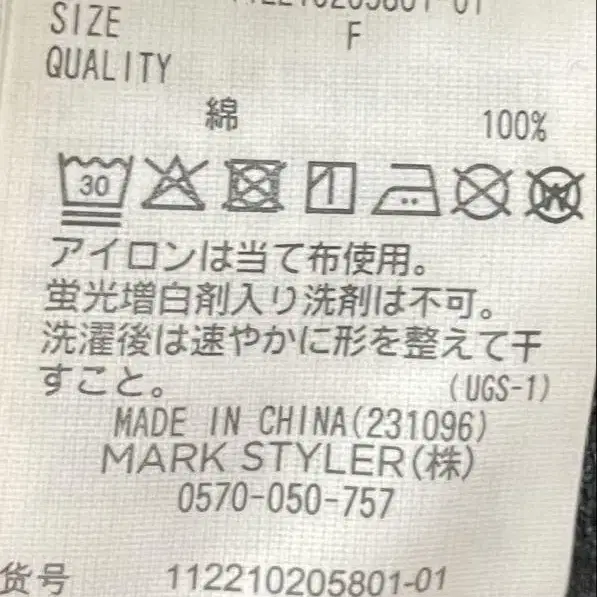 112210205801-01
SIZE F
QUALITY
綿 100%
30
アイロンは当て布使用。
蛍光増白剤入り洗剤は不可。
洗濯後は速やかに形を整えて干
すこと。 (UGS-1)
MADE IN CHINA(231096)
MARK STYLER(株)
0570-050-757
货号 112210205801-01